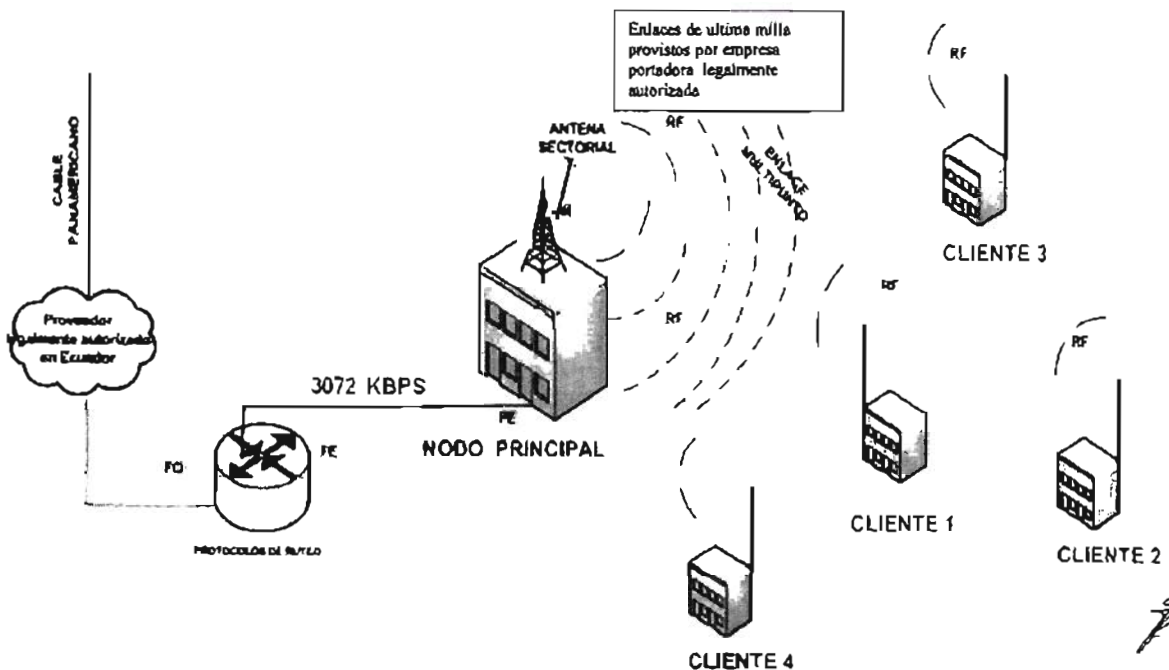 Enlaces de ultima milla
provistos por empresa
portadora legalmente
autorizada
RF
CABLE
PANAMERICANO
ANTENA
SECTORIAL
RF
ENLACE
MULTIPUNTO
CLIENTE 3
Proveedor
legalmente autorizado
en Ecuador
RF
RF
RF
3072 KBPS
FE
NODO PRINCIPAL
FO
FE
PROTOCOLOS DE RUTEO
CLIENTE 1
CLIENTE 2
CLIENTE 4